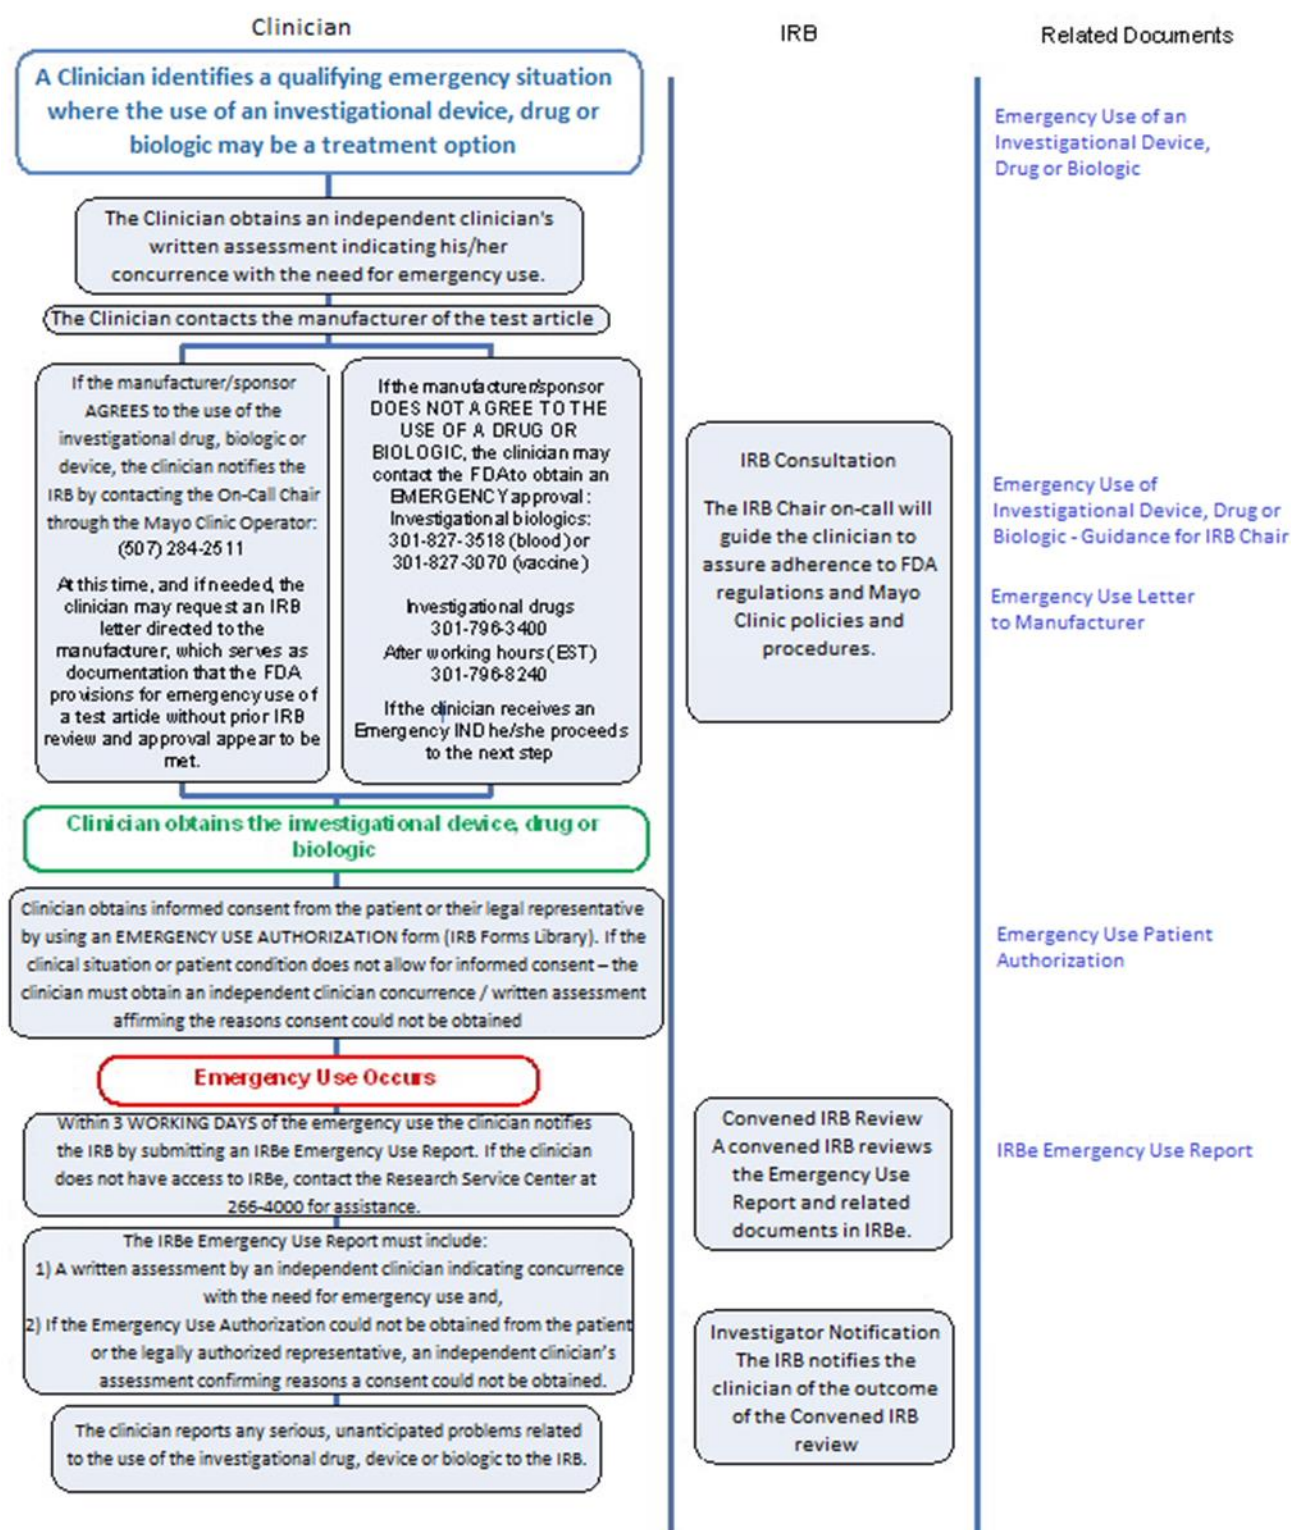 Clinician
IRB
Related Documents
A Clinician identifies a qualifying emergency situation
where the use of an investigational device, drug or
biologic may be a treatment option
Emergency Use of an
Investigational Device,
Drug or Biologic
The Clinician obtains an independent clinician's
written assessment indicating his/her
concurrence with the need for emergency use.
The Clinician contacts the manufacturer of the test article
If the manufacturer/sponsor
AGREES to the use of the
investigational drug, biologic or
device, the clinician notifies the
IRB by contacting the On-Call Chair
through the Mayo Clinic Operator:
(507) 284-2511
At this time, and if needed, the
clinician may request an IRB
letter directed to the
manufacturer, which serves as
documentation that the FDA
provisions for emergency use of
a test article without prior IRB
review and approval appear to be
met.
If the manufacturer/sponsor
DOES NOT AGREE TO THE
USE OF A DRUG OR
BIOLOGIC, the clinician may
contact the FDA to obtain an
EMERGENCY approval:
Investigational biologics:
301-827-3518 (blood) or
301-827-3070 (vaccine)
Investigational drugs
301-796-3400
After working hours (EST)
301-796-8240
If the clinician receives an
Emergency IND he/she proceeds
to the next step
IRB Consultation
The IRB Chair on-call will
guide the clinician to
assure adherence to FDA
regulations and Mayo
Clinic policies and
procedures.
Emergency Use of
Investigational Device, Drug or
Biologic - Guidance for IRB Chair
Emergency Use Letter
to Manufacturer
Clinician obtains the investigational device, drug or
biologic
Clinician obtains informed consent from the patient or their legal representative
by using an EMERGENCY USE AUTHORIZATION form (IRB Forms Library). If the
clinical situation or patient condition does not allow for informed consent – the
clinician must obtain an independent clinician concurrence / written assessment
affirming the reasons consent could not be obtained
Emergency Use Patient
Authorization
Emergency Use Occurs
Within 3 WORKING DAYS of the emergency use the clinician notifies
the IRB by submitting an IRBe Emergency Use Report. If the clinician
does not have access to IRBe, contact the Research Service Center at
266-4000 for assistance.
Convened IRB Review
A convened IRB reviews
the Emergency Use
Report and related
documents in IRBe.
IRBe Emergency Use Report
The IRBe Emergency Use Report must include:
1) A written assessment by an independent clinician indicating concurrence
with the need for emergency use and,
2) If the Emergency Use Authorization could not be obtained from the patient
or the legally authorized representative, an independent clinician's
assessment confirming reasons a consent could not be obtained.
Investigator Notification
The IRB notifies the
clinician of the outcome
of the Convened IRB
review
The clinician reports any serious, unanticipated problems related
to the use of the investigational drug, device or biologic to the IRB.